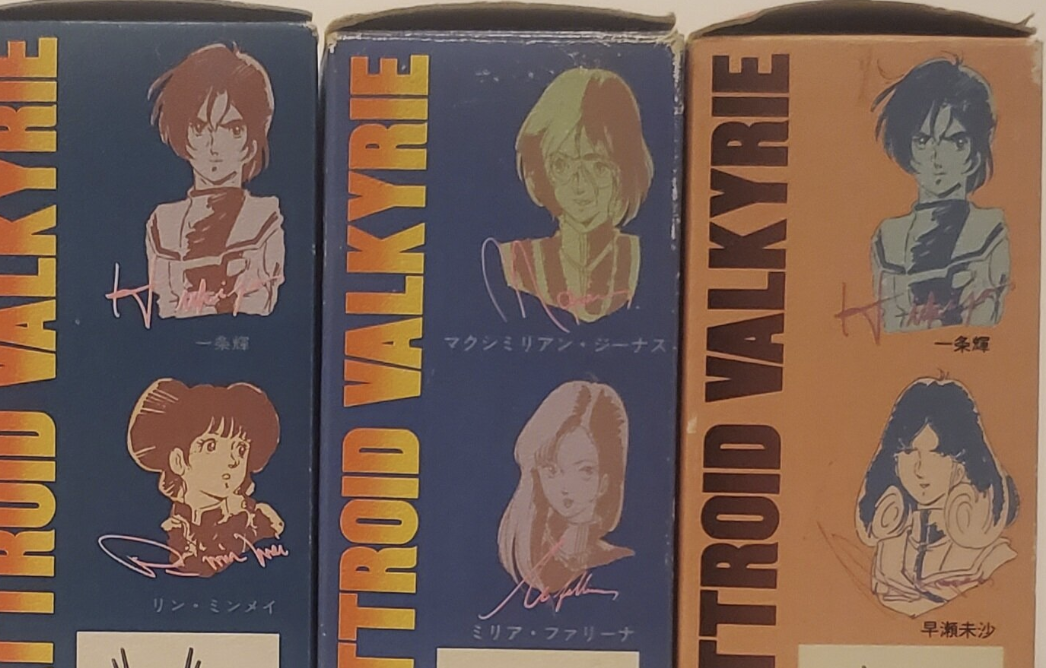 TTROID VALKYRIE
一条輝
リン・ミンメイ
TTROID VALKYRIE
マクシミリアン・ジーナス
ミリア・ファリーナ
TTROID VALKYRIE
一条輝
早瀬未沙